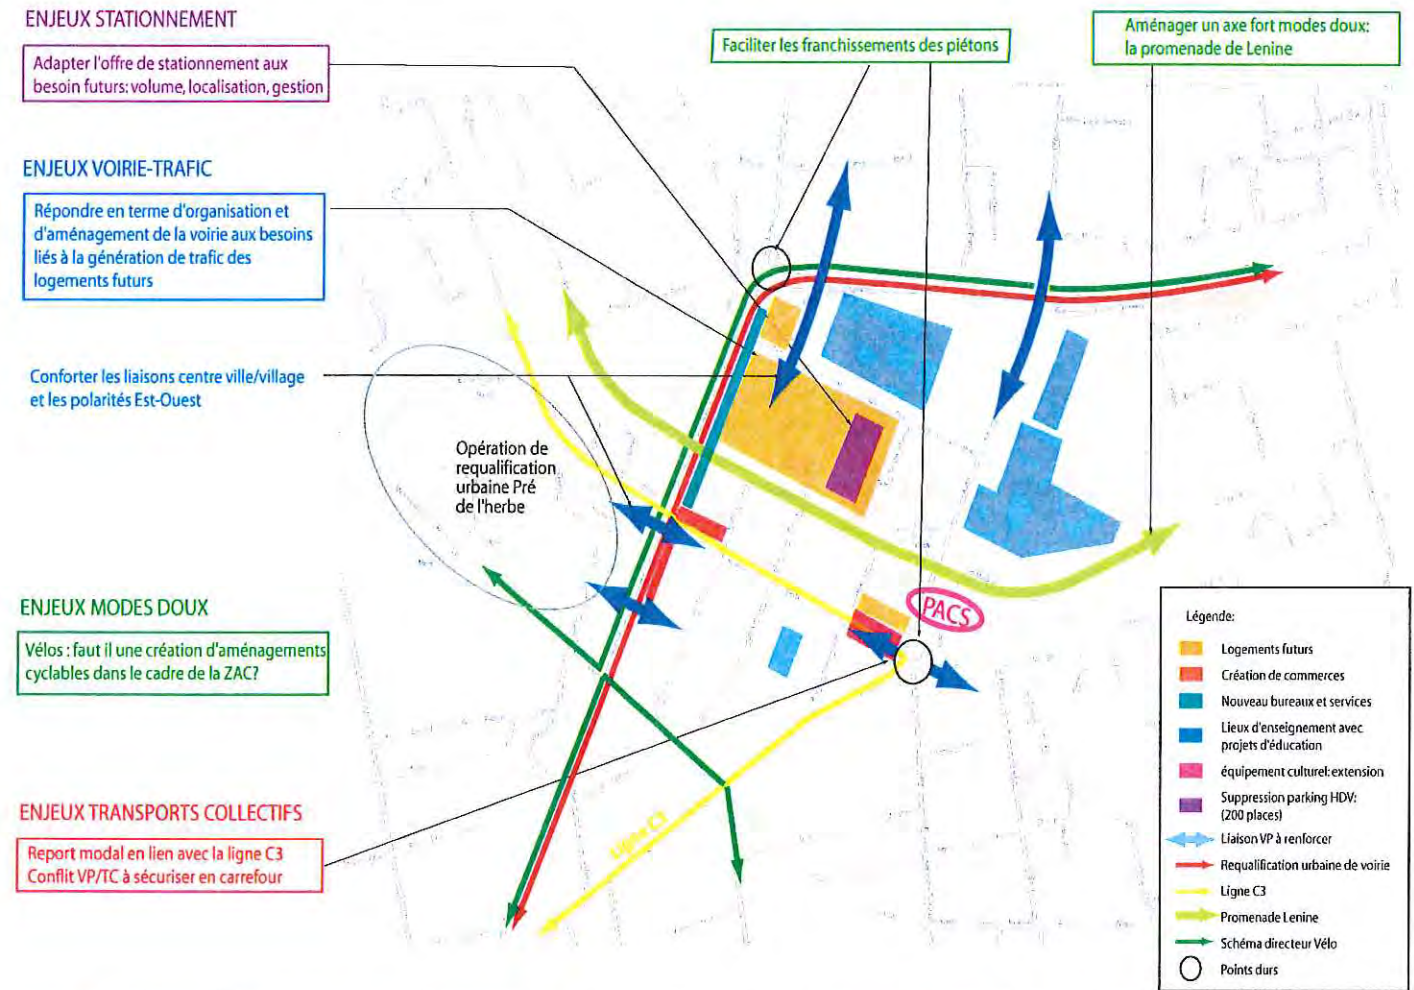 ENJEUX STATIONNEMENT
Adapter l'offre de stationnement aux
besoin futurs: volume, localisation, gestion
Faciliter les franchissements des piétons
Aménager un axe fort modes doux:
la promenade de Lenine
ENJEUX VOIRIE-TRAFIC
Répondre en terme d'organisation et
d'aménagement de la voirie aux besoins
liés à la génération de trafic des
logements futurs
Conforter les liaisons centre ville/village
et les polarités Est-Ouest
Opération de
requalification
urbaine Pré
de l'herbe
PACS
ENJEUX MODES DOUX
Vélos : faut il une création d'aménagements
cyclables dans le cadre de la ZAC?
ENJEUX TRANSPORTS COLLECTIFS
Report modal en lien avec la ligne C3
Conflit VP/TC à sécuriser en carrefour
Ligne C3
Légende:
Logements futurs
Création de commerces
Nouveau bureaux et services
Lieux d'enseignement avec
projets d'éducation
équipement culturel: extension
Suppression parking HDV:
(200 places)
Liaison VP à renforcer
Requalification urbaine de voirie
Ligne C3
Promenade Lenine
Schéma directeur Vélo
Points durs